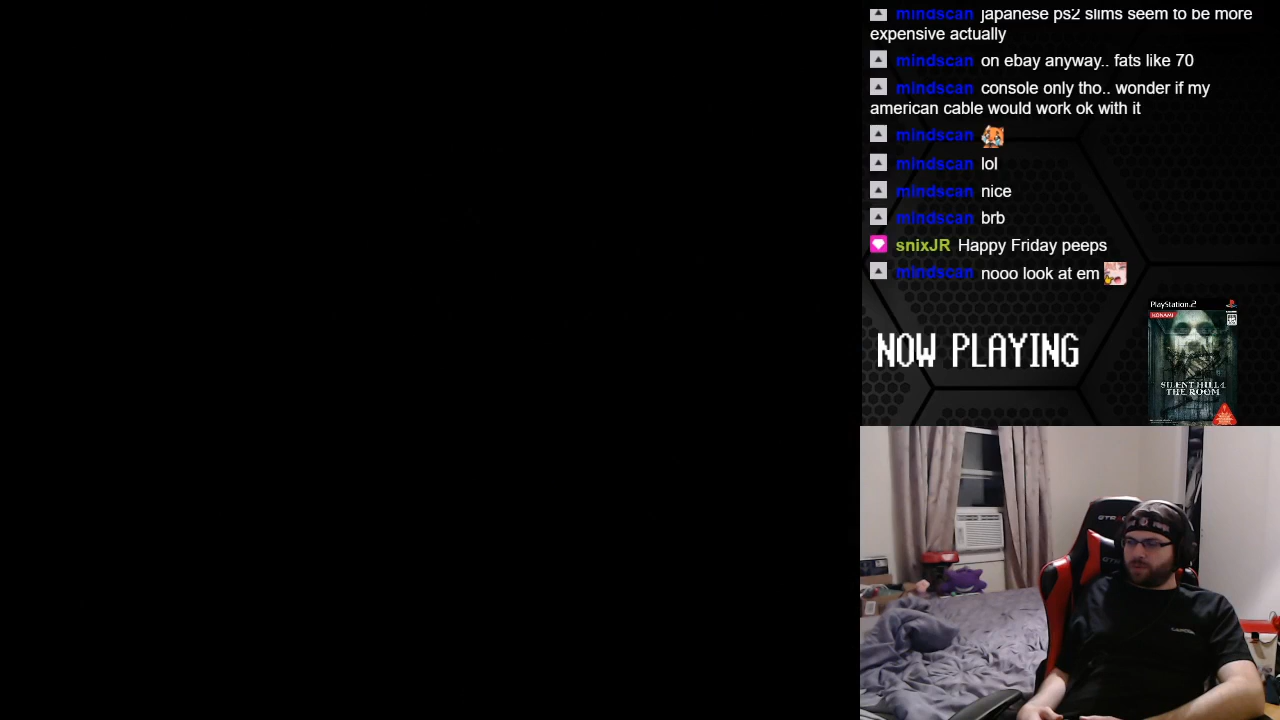 mindscan japanese ps2 slims seem to be more
expensive actually
mindscan on ebay anyway.. fats like 70
mindscan console only tho.. wonder if my
american cable would work ok with it
mindscan
mindscan lol
mindscan nice
mindscan brb
snixJR Happy Friday peeps
mindscan nooo look at em
PlayStation.2
KONAMI
NOW PLAYING
SILENT HILL 4
THE ROOM